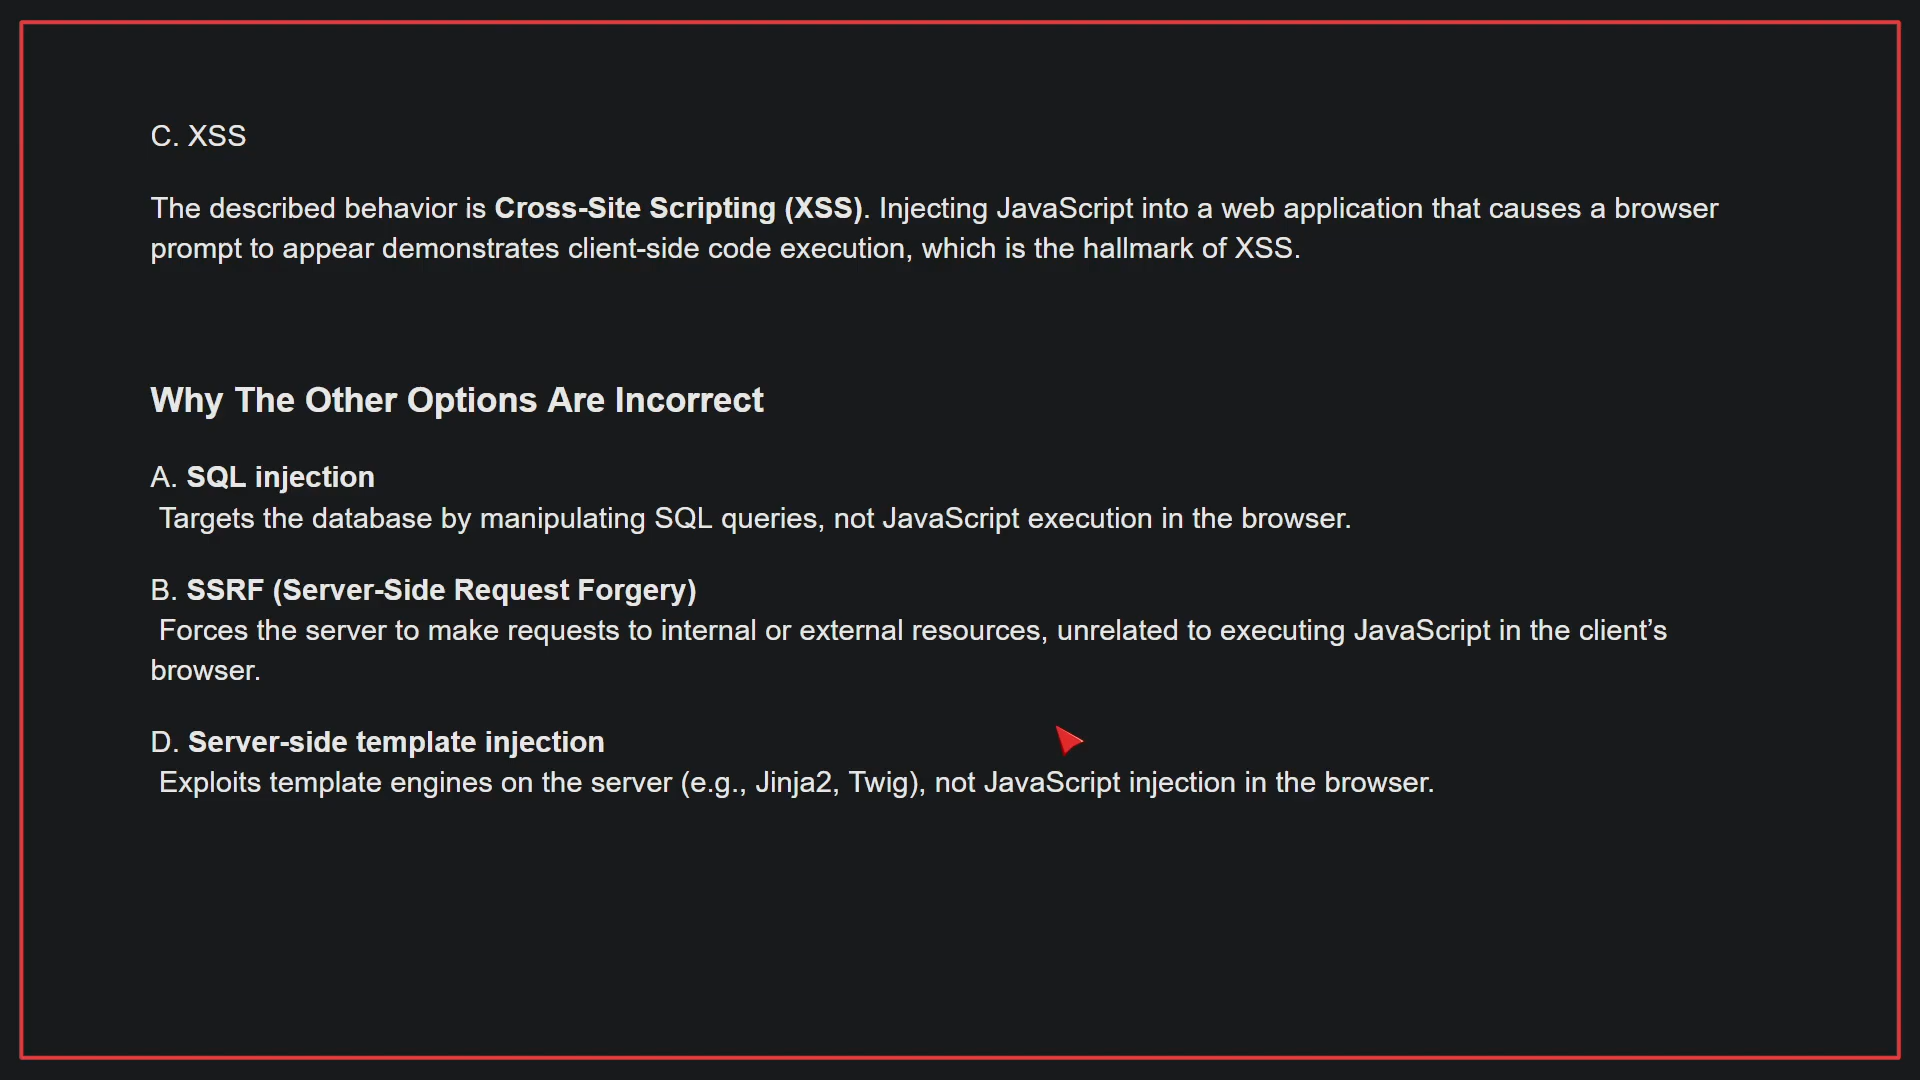 C. XSS
The described behavior is Cross-Site Scripting (XSS). Injecting JavaScript into a web application that causes a browser
prompt to appear demonstrates client-side code execution, which is the hallmark of XSS.
Why The Other Options Are Incorrect
A. SQL injection
Targets the database by manipulating SQL queries, not JavaScript execution in the browser.
B. SSRF (Server-Side Request Forgery)
Forces the server to make requests to internal or external resources, unrelated to executing JavaScript in the client’s
browser.
D. Server-side template injection
Exploits template engines on the server (e.g., Jinja2, Twig), not JavaScript injection in the browser.